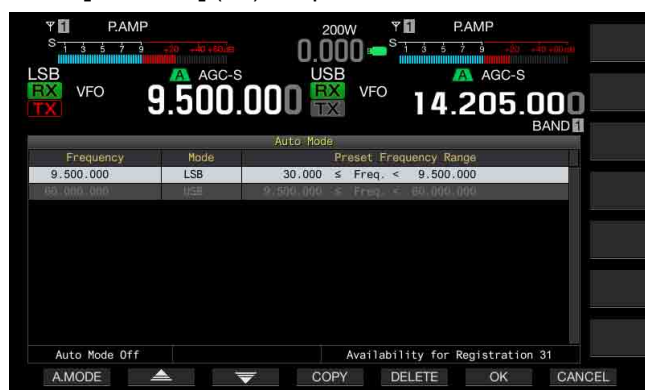 1 P.AMP 200W 1 P.AMP
S 1 3 5 7 9 +20 +40 +60dB 0.000 S 1 3 5 7 9 +20 +40 +60dB
LSB A AGC-S USB A AGC-S
RX VFO 9.500.000 RX VFO 14.205.000
TX TX
BAND 1
Auto Mode
Frequency Mode Preset Frequency Range
9.500.000 LSB 30.000 ≤ Freq. < 9.500.000
60.000.000 USB 9.500.000 ≤ Freq. < 60.000.000
Auto Mode Off Availability for Registration 31
A.MODE COPY DELETE OK CANCEL